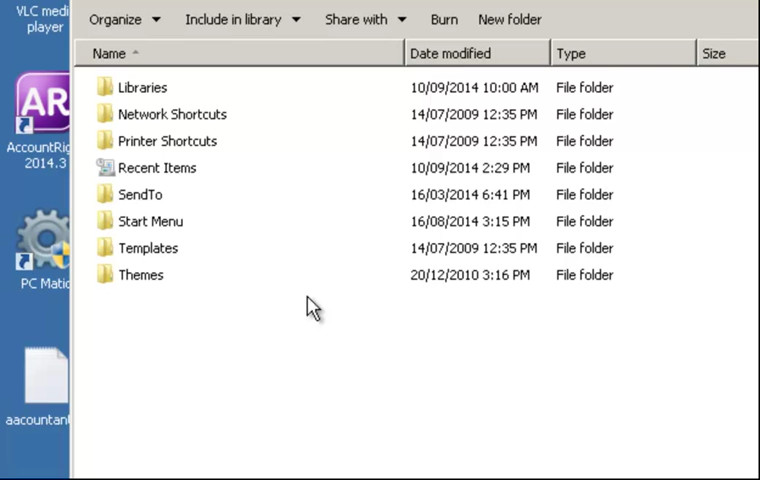 VLC medi
player
Organize Include in library Share with Burn New folder
Name Date modified Type Size
Libraries 10/09/2014 10:00 AM File folder
Network Shortcuts 14/07/2009 12:35 PM File folder
Printer Shortcuts 14/07/2009 12:35 PM File folder
Recent Items 10/09/2014 2:29 PM File folder
SendTo 16/03/2014 6:41 PM File folder
Start Menu 16/08/2014 3:15 PM File folder
Templates 14/07/2009 12:35 PM File folder
Themes 20/12/2010 3:16 PM File folder
AR
AccountRig
2014.3
PC Matic
aacountan